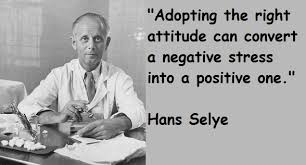 "Adopting the right
attitude can convert
a negative stress
into a positive one."
Hans Selye